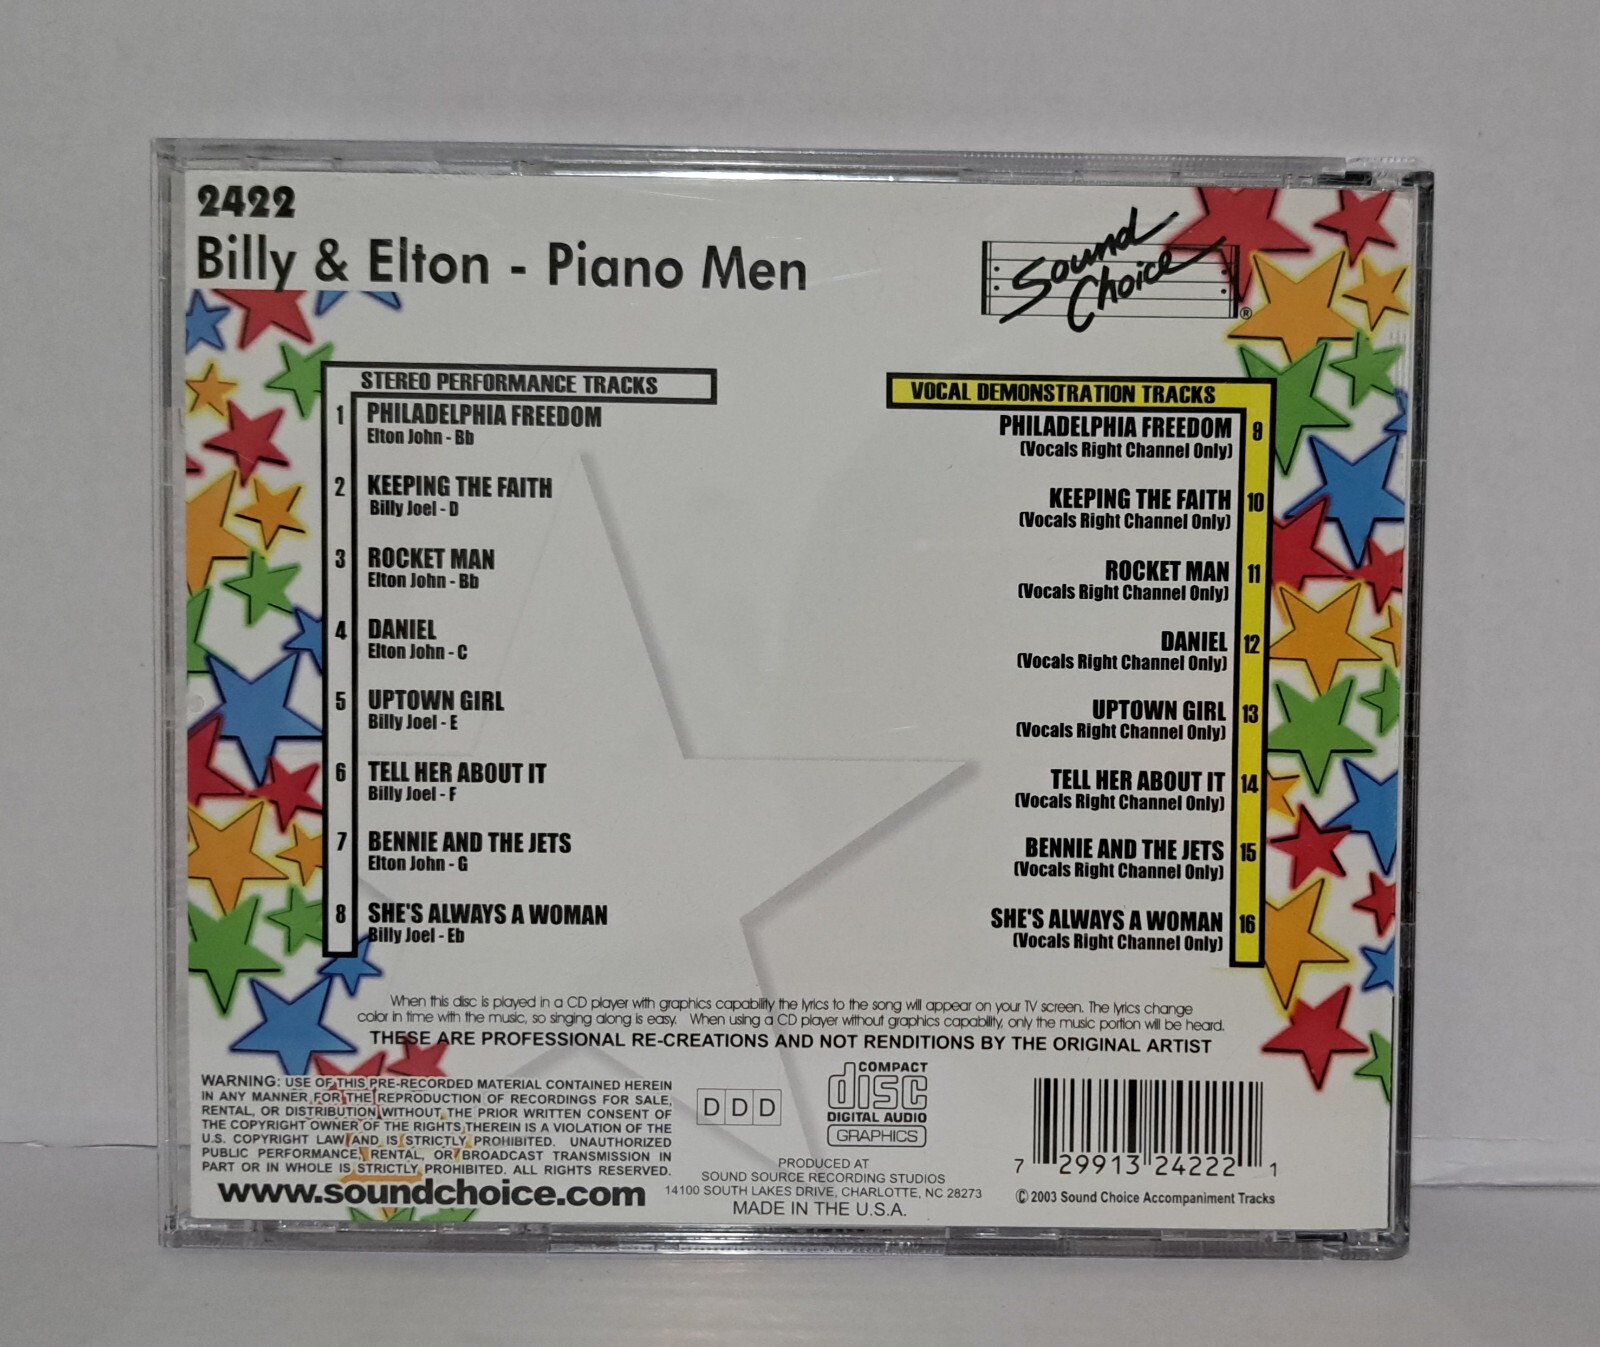 2422
Billy & Elton - Piano Men
Sound
Choice
®
STEREO PERFORMANCE TRACKS
1 PHILADELPHIA FREEDOM
Elton John - Bb
2 KEEPING THE FAITH
Billy Joel - D
3 ROCKET MAN
Elton John - Bb
4 DANIEL
Elton John - C
5 UPTOWN GIRL
Billy Joel - E
6 TELL HER ABOUT IT
Billy Joel - F
7 BENNIE AND THE JETS
Elton John - G
8 SHE'S ALWAYS A WOMAN
Billy Joel - Eb
VOCAL DEMONSTRATION TRACKS
PHILADELPHIA FREEDOM 9
(Vocals Right Channel Only)
KEEPING THE FAITH 10
(Vocals Right Channel Only)
ROCKET MAN 11
(Vocals Right Channel Only)
DANIEL 12
(Vocals Right Channel Only)
UPTOWN GIRL 13
(Vocals Right Channel Only)
TELL HER ABOUT IT 14
(Vocals Right Channel Only)
BENNIE AND THE JETS 15
(Vocals Right Channel Only)
SHE'S ALWAYS A WOMAN 16
(Vocals Right Channel Only)
When this disc is played in a CD player with graphics capability the lyrics to the song will appear on your TV screen. The lyrics change
color in time with the music, so singing along is easy. When using a CD player without graphics capability, only the music portion will be heard.
THESE ARE PROFESSIONAL RE-CREATIONS AND NOT RENDITIONS BY THE ORIGINAL ARTIST
WARNING: USE OF THIS PRE-RECORDED MATERIAL CONTAINED HEREIN
IN ANY MANNER FOR THE REPRODUCTION OF RECORDINGS FOR SALE,
RENTAL, OR DISTRIBUTION WITHOUT THE PRIOR WRITTEN CONSENT OF
THE COPYRIGHT OWNER OF THE RIGHTS THEREIN IS A VIOLATION OF THE
U.S. COPYRIGHT LAW AND IS STRICTLY PROHIBITED. UNAUTHORIZED
PUBLIC PERFORMANCE, RENTAL, OR BROADCAST TRANSMISSION IN
PART OR IN WHOLE IS STRICTLY PROHIBITED. ALL RIGHTS RESERVED.
www.soundchoice.com
DDD
COMPACT
disc
DIGITAL AUDIO
GRAPHICS
PRODUCED AT
SOUND SOURCE RECORDING STUDIOS
14100 SOUTH LAKES DRIVE, CHARLOTTE, NC 28273
MADE IN THE U.S.A.
7 29913 24222 1
© 2003 Sound Choice Accompaniment Tracks